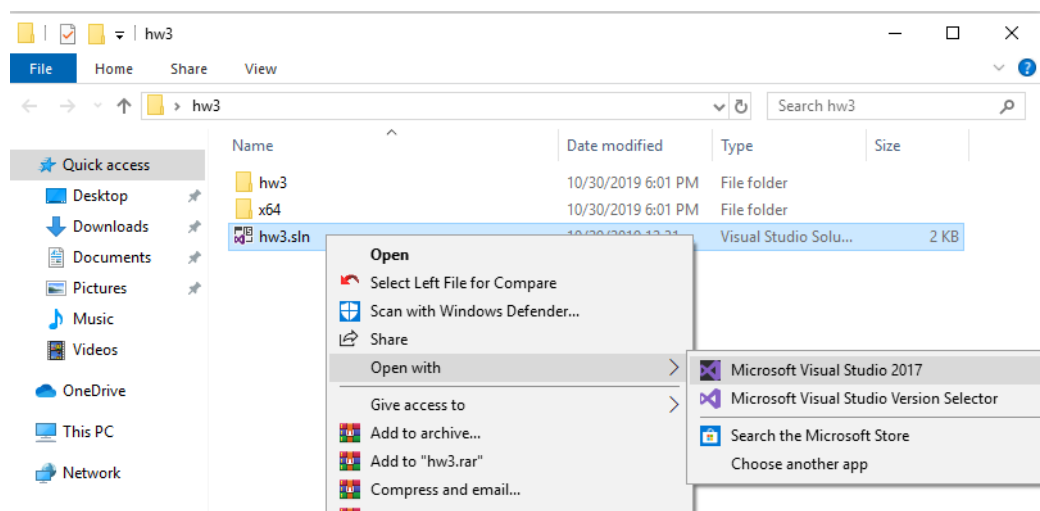 hw3
File Home Share View
hw3
Search hw3
Name Date modified Type Size
Quick access
Desktop
Downloads
Documents
Pictures
Music
Videos
OneDrive
This PC
Network
hw3 10/30/2019 6:01 PM File folder
x64 10/30/2019 6:01 PM File folder
hw3.sln Visual Studio Solu... 2 KB
Open
Select Left File for Compare
Scan with Windows Defender...
Share
Open with
Give access to
Add to archive...
Add to "hw3.rar"
Compress and email...
Microsoft Visual Studio 2017
Microsoft Visual Studio Version Selector
Search the Microsoft Store
Choose another app